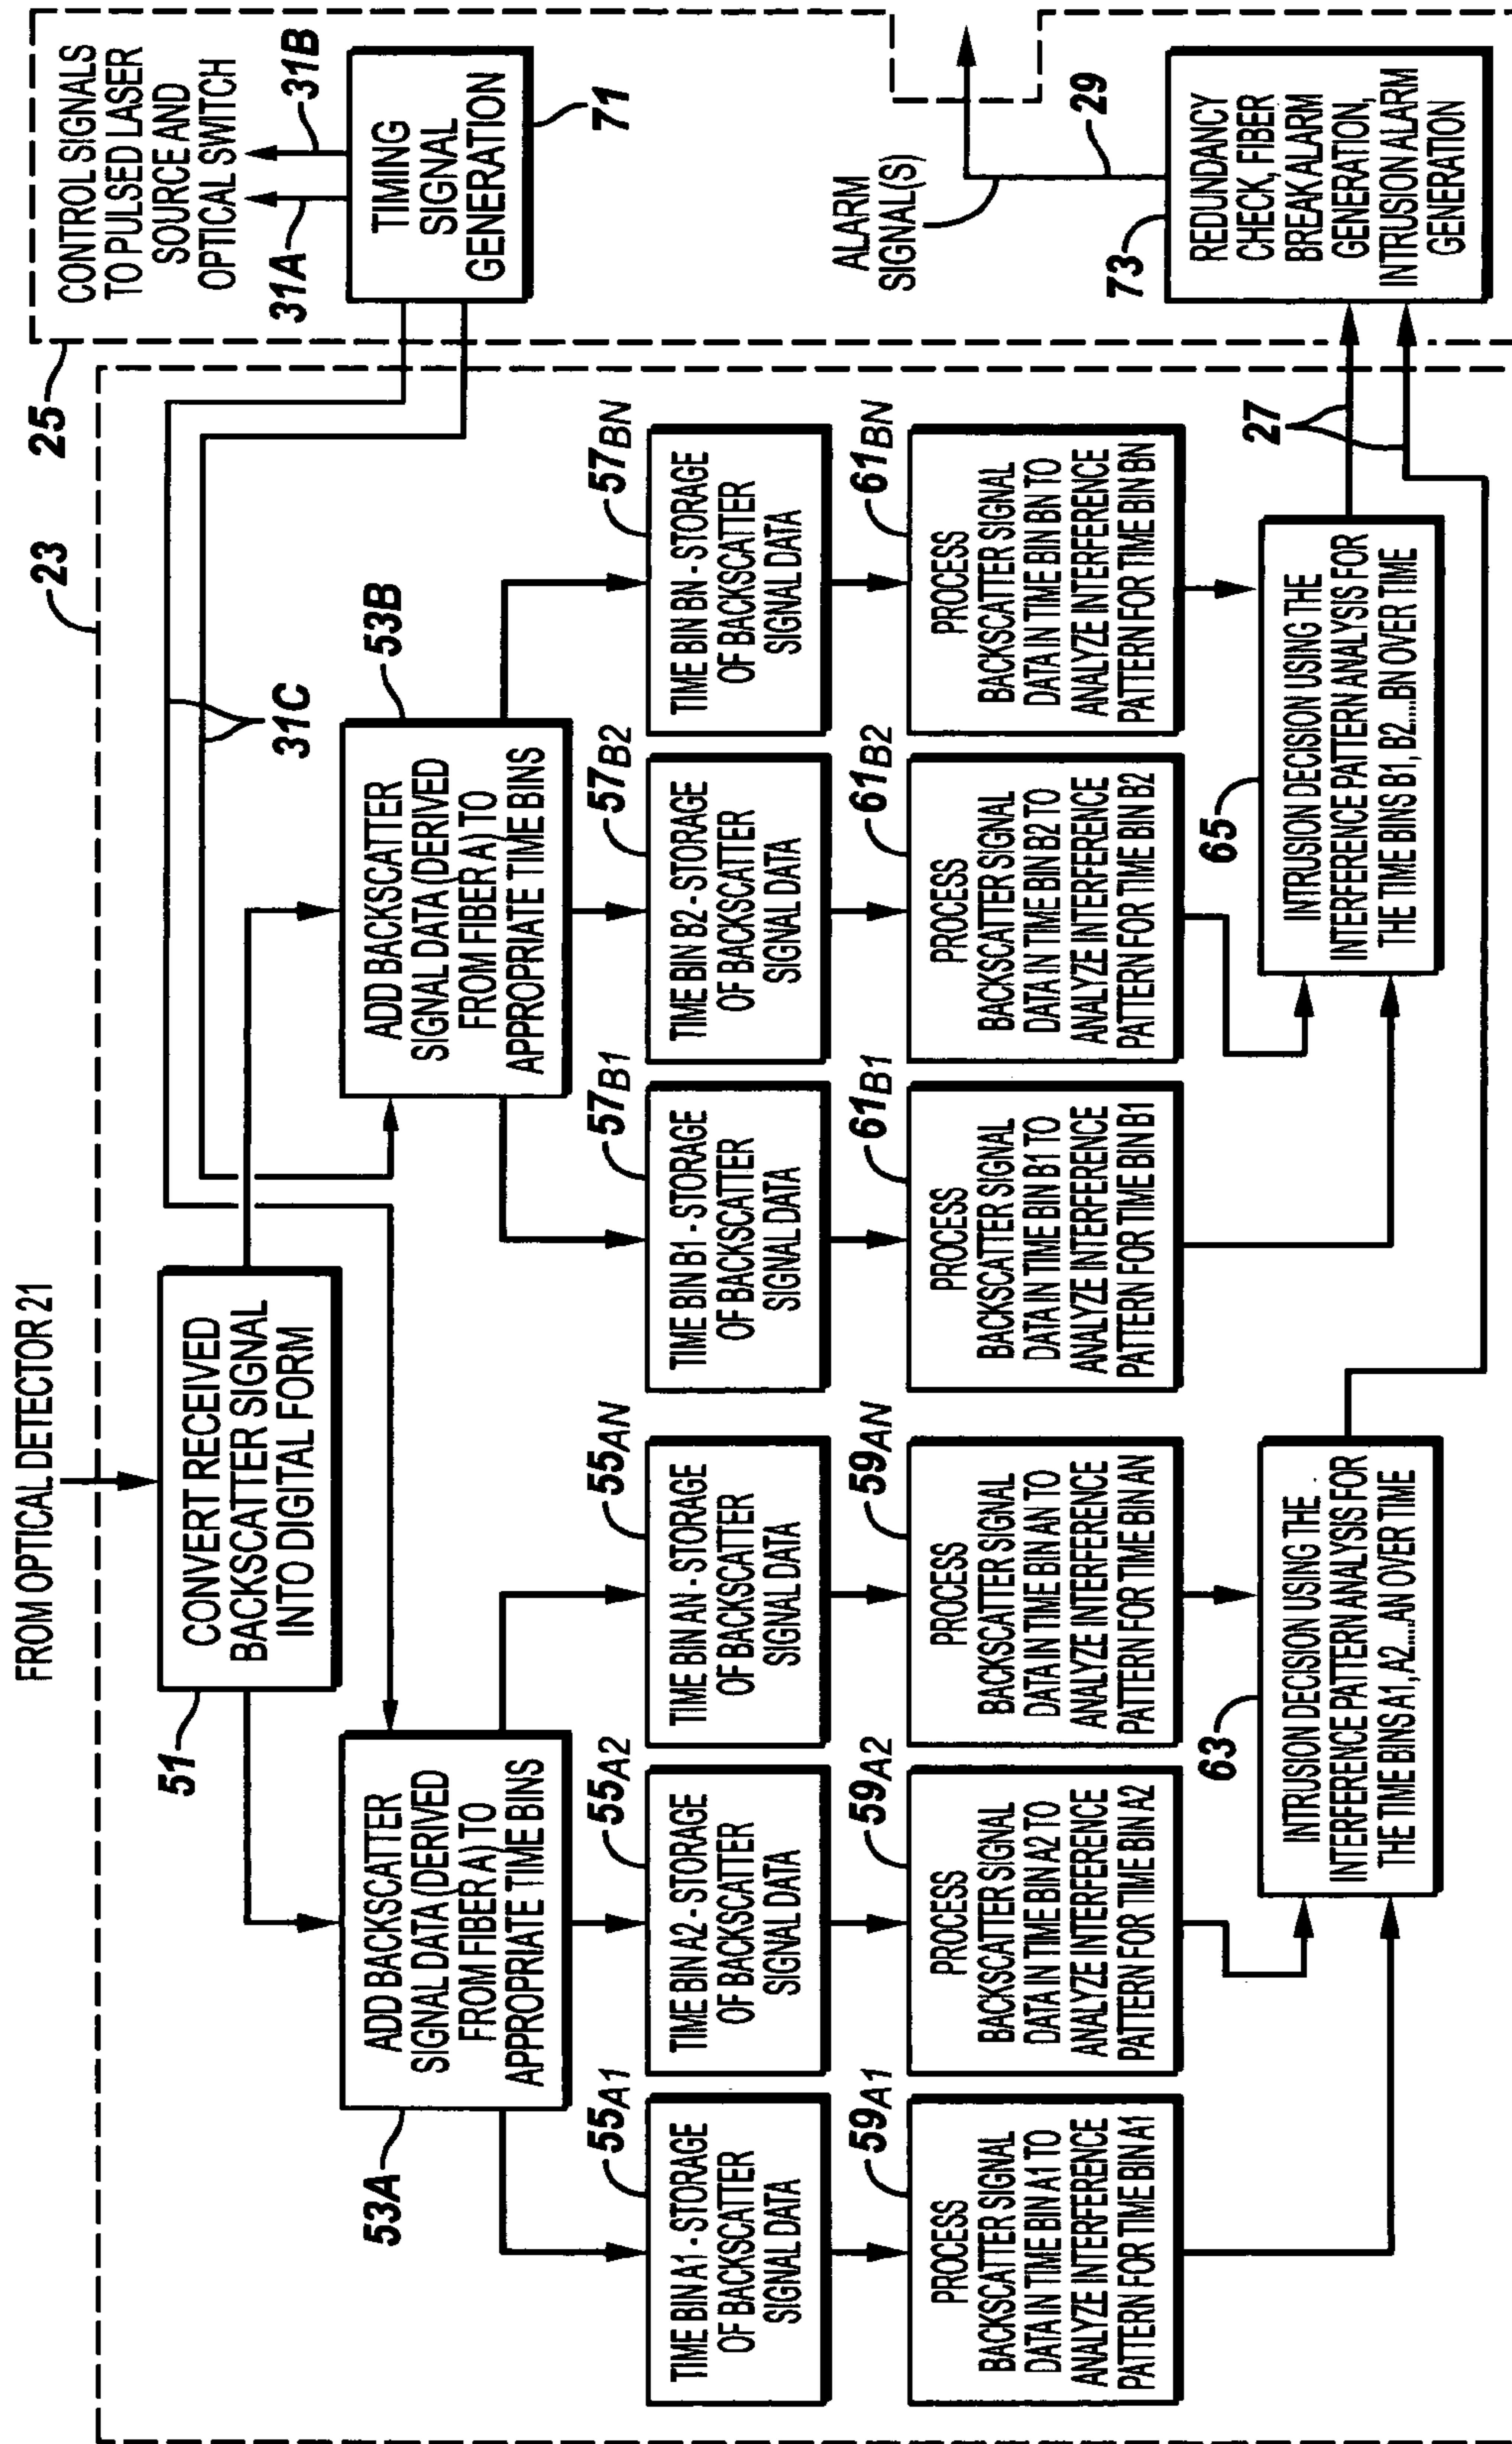 FROM OPTICAL DETECTOR 21
23
25
CONTROL SIGNALS
TO PULSED LASER
SOURCE AND
OPTICAL SWITCH
31A
31B
TIMING
SIGNAL
GENERATION
71
31C
51
CONVERT RECEIVED
BACKSCATTER SIGNAL
INTO DIGITAL FORM
53A
ADD BACKSCATTER
SIGNAL DATA (DERIVED
FROM FIBER A) TO
APPROPRIATE TIME BINS
53B
ADD BACKSCATTER
SIGNAL DATA (DERIVED
FROM FIBER A) TO
APPROPRIATE TIME BINS
55A1
TIME BIN A1 - STORAGE
OF BACKSCATTER
SIGNAL DATA
55A2
TIME BIN A2 - STORAGE
OF BACKSCATTER
SIGNAL DATA
55AN
TIME BIN AN - STORAGE
OF BACKSCATTER
SIGNAL DATA
57B1
TIME BIN B1 - STORAGE
OF BACKSCATTER
SIGNAL DATA
57B2
TIME BIN B2 - STORAGE
OF BACKSCATTER
SIGNAL DATA
57BN
TIME BIN BN - STORAGE
OF BACKSCATTER
SIGNAL DATA
59A1
PROCESS
BACKSCATTER SIGNAL
DATA IN TIME BIN A1 TO
ANALYZE INTERFERENCE
PATTERN FOR TIME BIN A1
59A2
PROCESS
BACKSCATTER SIGNAL
DATA IN TIME BIN A2 TO
ANALYZE INTERFERENCE
PATTERN FOR TIME BIN A2
59AN
PROCESS
BACKSCATTER SIGNAL
DATA IN TIME BIN AN TO
ANALYZE INTERFERENCE
PATTERN FOR TIME BIN AN
61B1
PROCESS
BACKSCATTER SIGNAL
DATA IN TIME BIN B1 TO
ANALYZE INTERFERENCE
PATTERN FOR TIME BIN B1
61B2
PROCESS
BACKSCATTER SIGNAL
DATA IN TIME BIN B2 TO
ANALYZE INTERFERENCE
PATTERN FOR TIME BIN B2
61BN
PROCESS
BACKSCATTER SIGNAL
DATA IN TIME BIN BN TO
ANALYZE INTERFERENCE
PATTERN FOR TIME BIN BN
63
INTRUSION DECISION USING THE
INTERFERENCE PATTERN ANALYSIS FOR
THE TIME BINS A1, A2....AN OVER TIME
65
INTRUSION DECISION USING THE
INTERFERENCE PATTERN ANALYSIS FOR
THE TIME BINS B1, B2....BN OVER TIME
27
ALARM
SIGNAL(S)
29
73
REDUNDANCY
CHECK, FIBER
BREAK ALARM
GENERATION,
INTRUSION ALARM
GENERATION